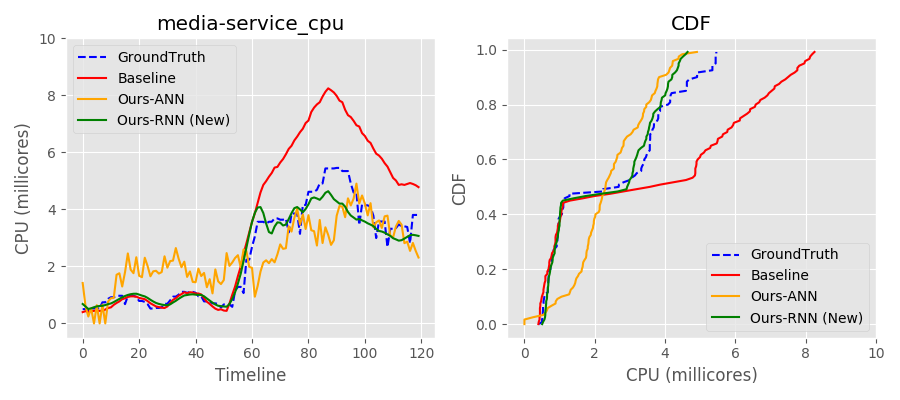 media-service_cpu
CPU (millicores)
10
8
6
4
2
0
GroundTruth
Baseline
Ours-ANN
Ours-RNN (New)
0 20 40 60 80 100 120
Timeline
CDF
CDF
1.0
0.8
0.6
0.4
0.2
0.0
GroundTruth
Baseline
Ours-ANN
Ours-RNN (New)
0 2 4 6 8 10
CPU (millicores)